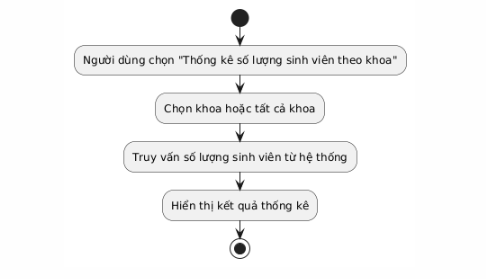 Người dùng chọn "Thống kê số lượng sinh viên theo khoa"
Chọn khoa hoặc tất cả khoa
Truy vấn số lượng sinh viên từ hệ thống
Hiển thị kết quả thống kê